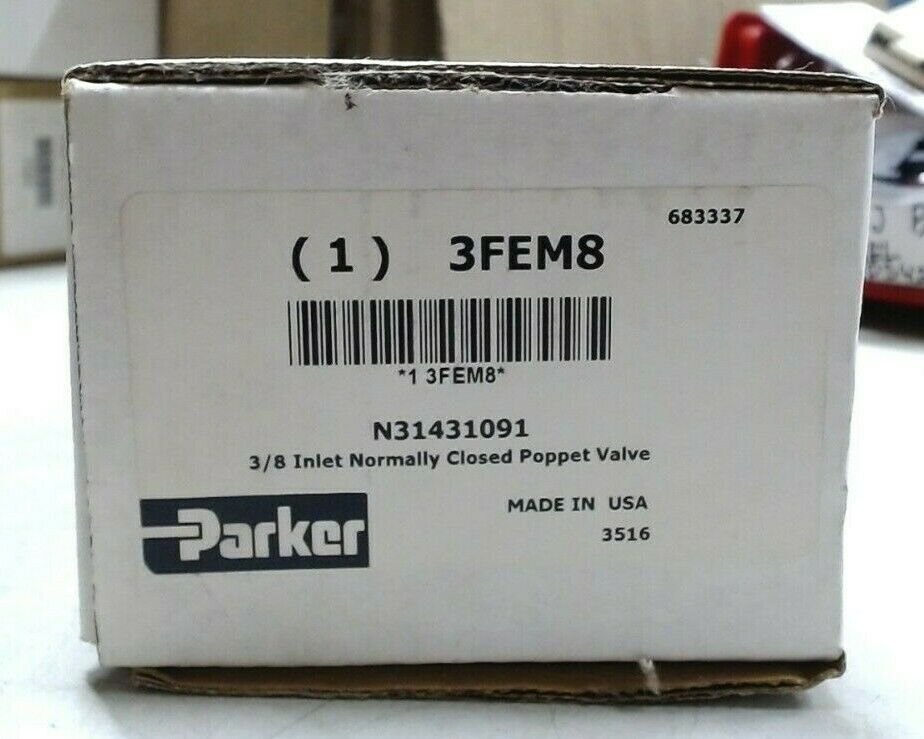 683337
( 1 ) 3FEM8
*1 3FEM8*
N31431091
3/8 Inlet Normally Closed Poppet Valve
MADE IN USA
3516
Parker